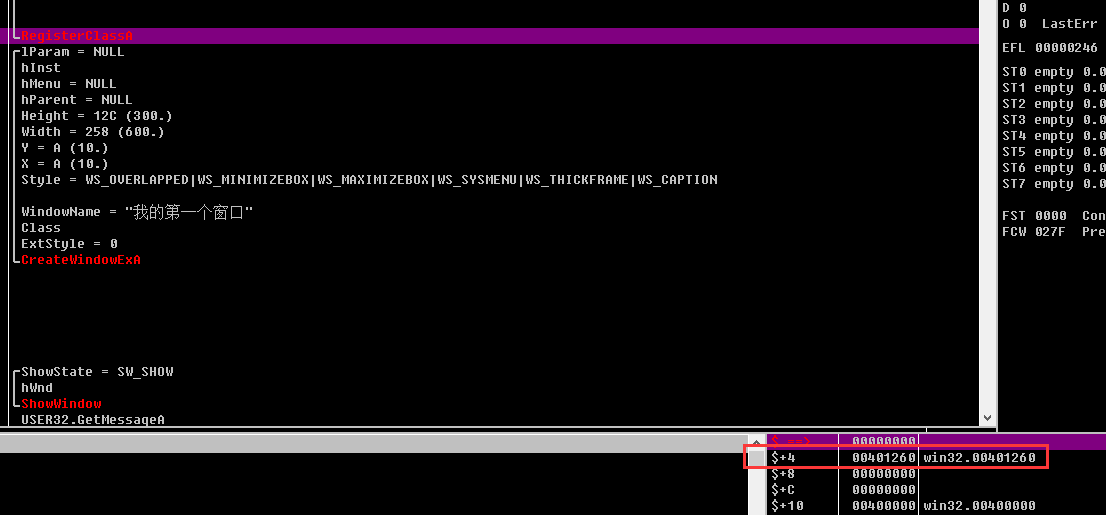 RegisterClassA
lParam = NULL
hInst
hMenu = NULL
hParent = NULL
Height = 12C (300.)
Width = 258 (600.)
Y = A (10.)
X = A (10.)
Style = WS_OVERLAPPED|WS_MINIMIZEBOX|WS_MAXIMIZEBOX|WS_SYSMENU|WS_THICKFRAME|WS_CAPTION
WindowName = "我的第一个窗口"
Class
ExtStyle = 0
CreateWindowExA
ShowState = SW_SHOW
hWnd
ShowWindow
USER32.GetMessageA
D 0
O 0 LastErr
EFL 00000246
ST0 empty 0.0
ST1 empty 0.0
ST2 empty 0.0
ST3 empty 0.0
ST4 empty 0.0
ST5 empty 0.0
ST6 empty 0.0
ST7 empty 0.0
FST 0000 Con
FCW 027F Pre
$ ==> 00000000
$+4 00401260 win32.00401260
$+8 00000000
$+C 00000000
$+10 00400000 win32.00400000